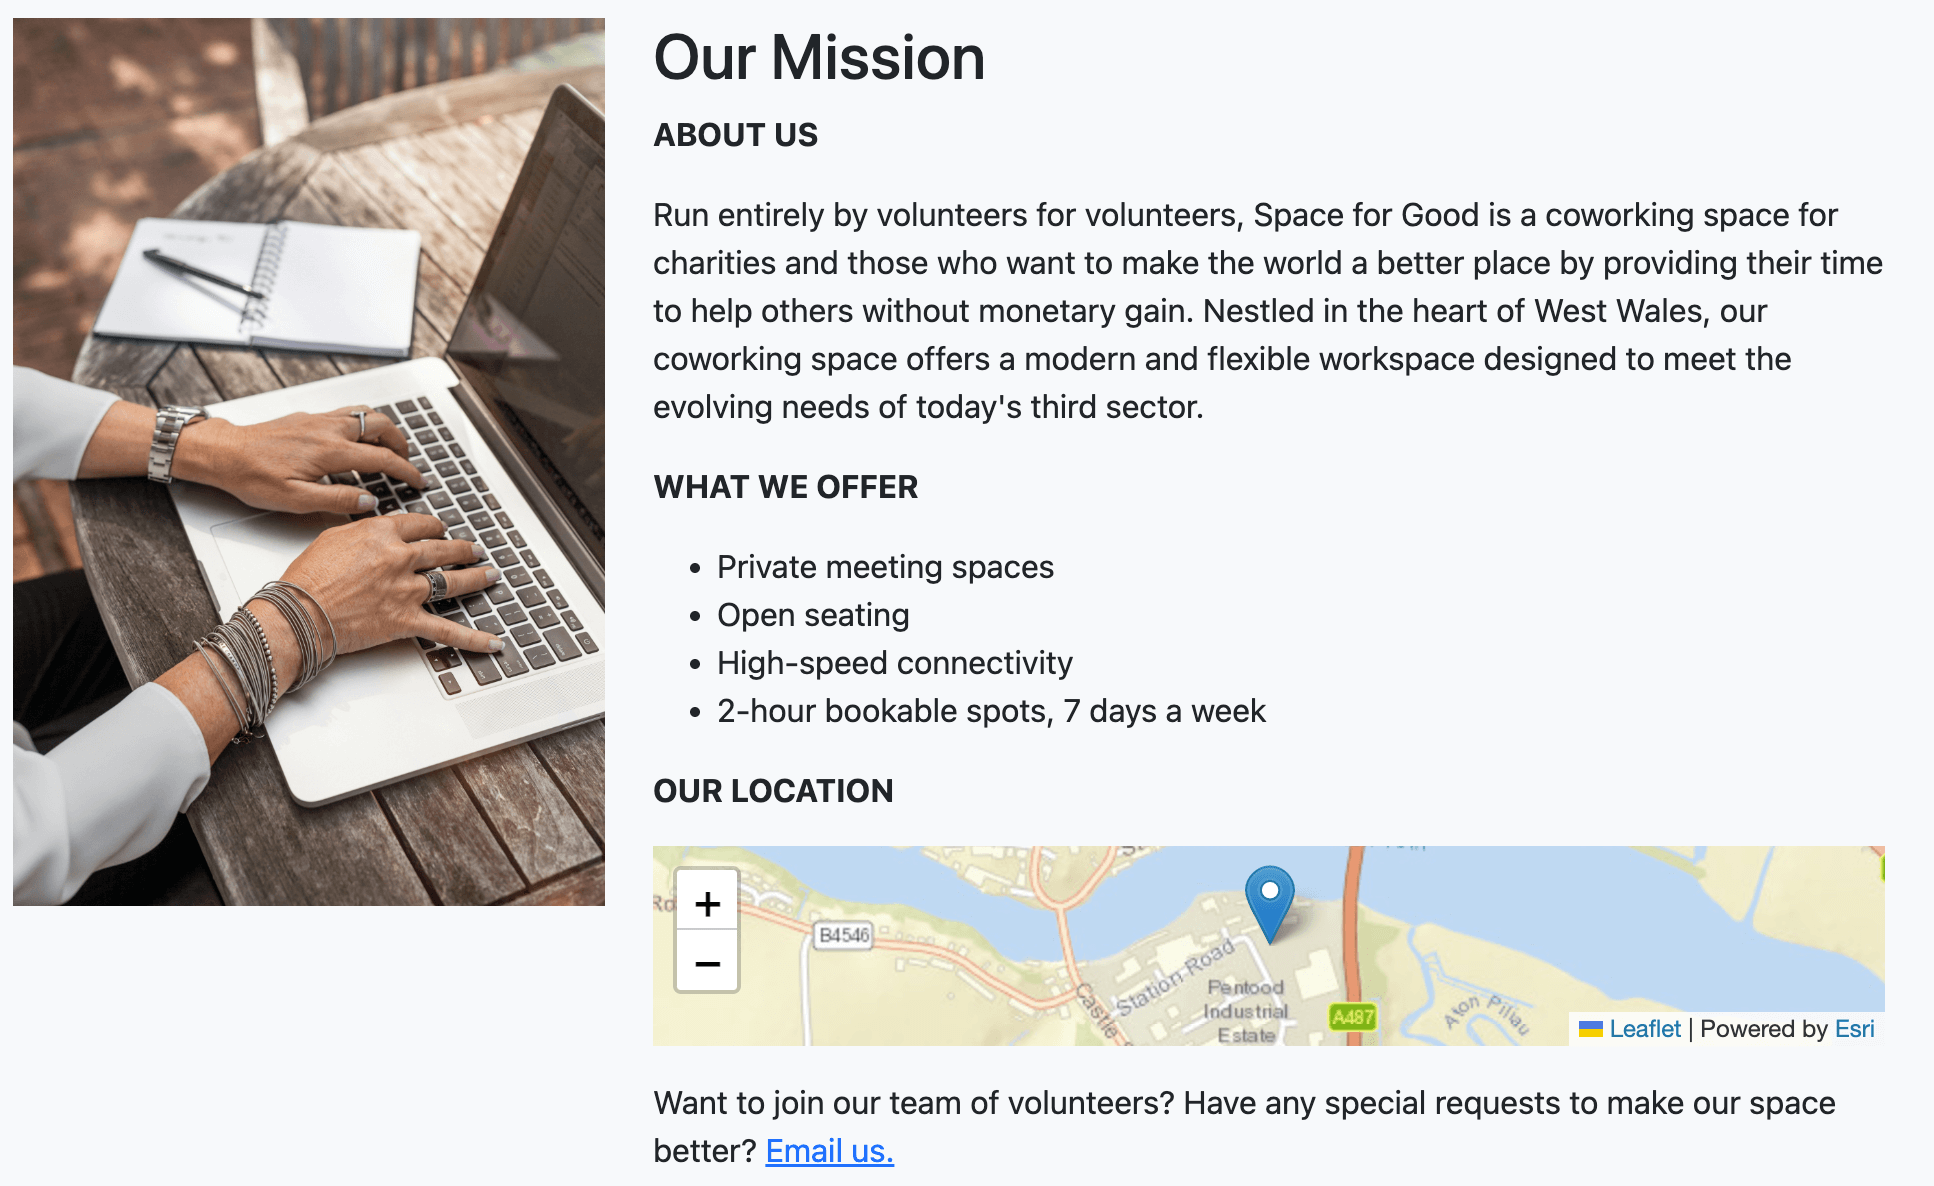 Our Mission
ABOUT US
Run entirely by volunteers for volunteers, Space for Good is a coworking space for
charities and those who want to make the world a better place by providing their time
to help others without monetary gain. Nestled in the heart of West Wales, our
coworking space offers a modern and flexible workspace designed to meet the
evolving needs of today's third sector.
WHAT WE OFFER
• Private meeting spaces
• Open seating
• High-speed connectivity
• 2-hour bookable spots, 7 days a week
OUR LOCATION
+
−
B4546
Castle
Station Road
Pentood
Industrial
Estate
A487
Afon Piliau
Leaflet | Powered by Esri
Want to join our team of volunteers? Have any special requests to make our space
better? Email us.